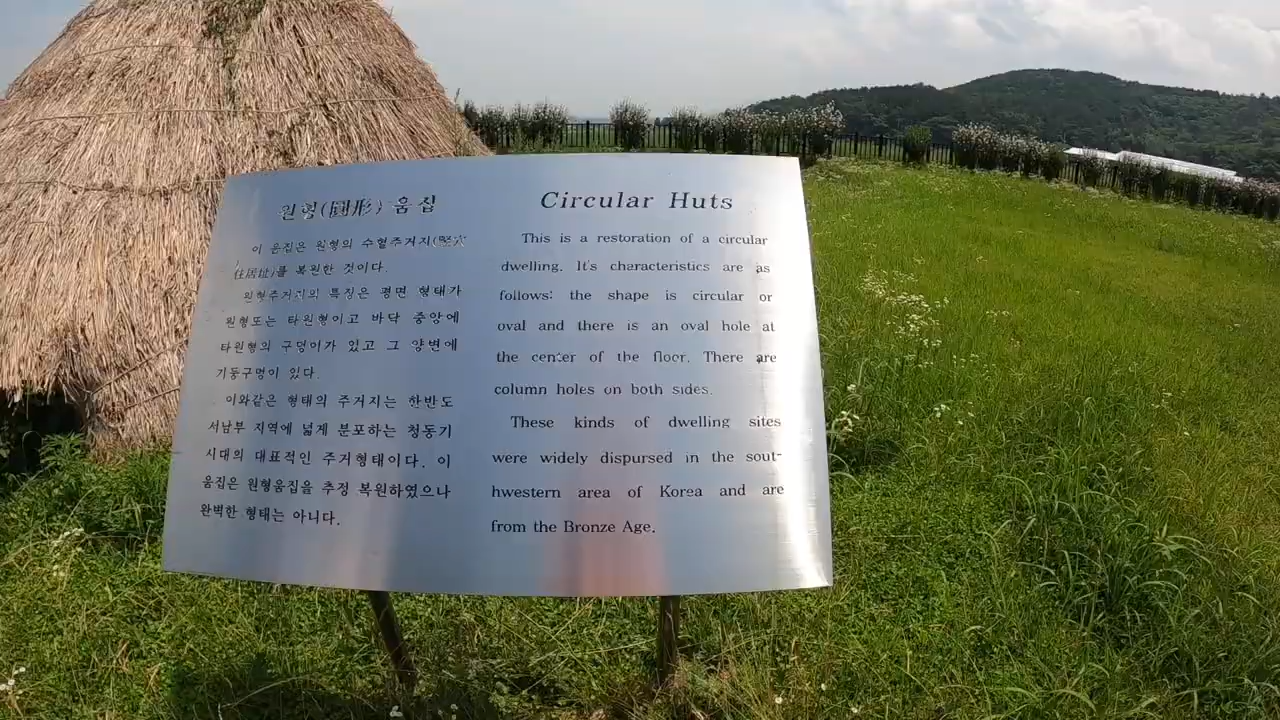 원형(圓形) 움집
이 움집은 원형의 수혈주거지(竪穴
住居址)를 복원한 것이다.
원형주거지의 특징은 평면 형태가
원형또는 타원형이고 바닥 중앙에
타원형의 구덩이가 있고 그 양변에
기둥구멍이 있다.
이와같은 형태의 주거지는 한반도
서남부 지역에 넓게 분포하는 청동기
시대의 대표적인 주거형태이다. 이
움집은 원형움집을 추정 복원하였으나
완벽한 형태는 아니다.
Circular Huts
This is a restoration of a circular
dwelling. It's characteristics are as
follows: the shape is circular or
oval and there is an oval hole at
the center of the floor. There are
column holes on both sides.
These kinds of dwelling sites
were widely dispursed in the sout-
hwestern area of Korea and are
from the Bronze Age.